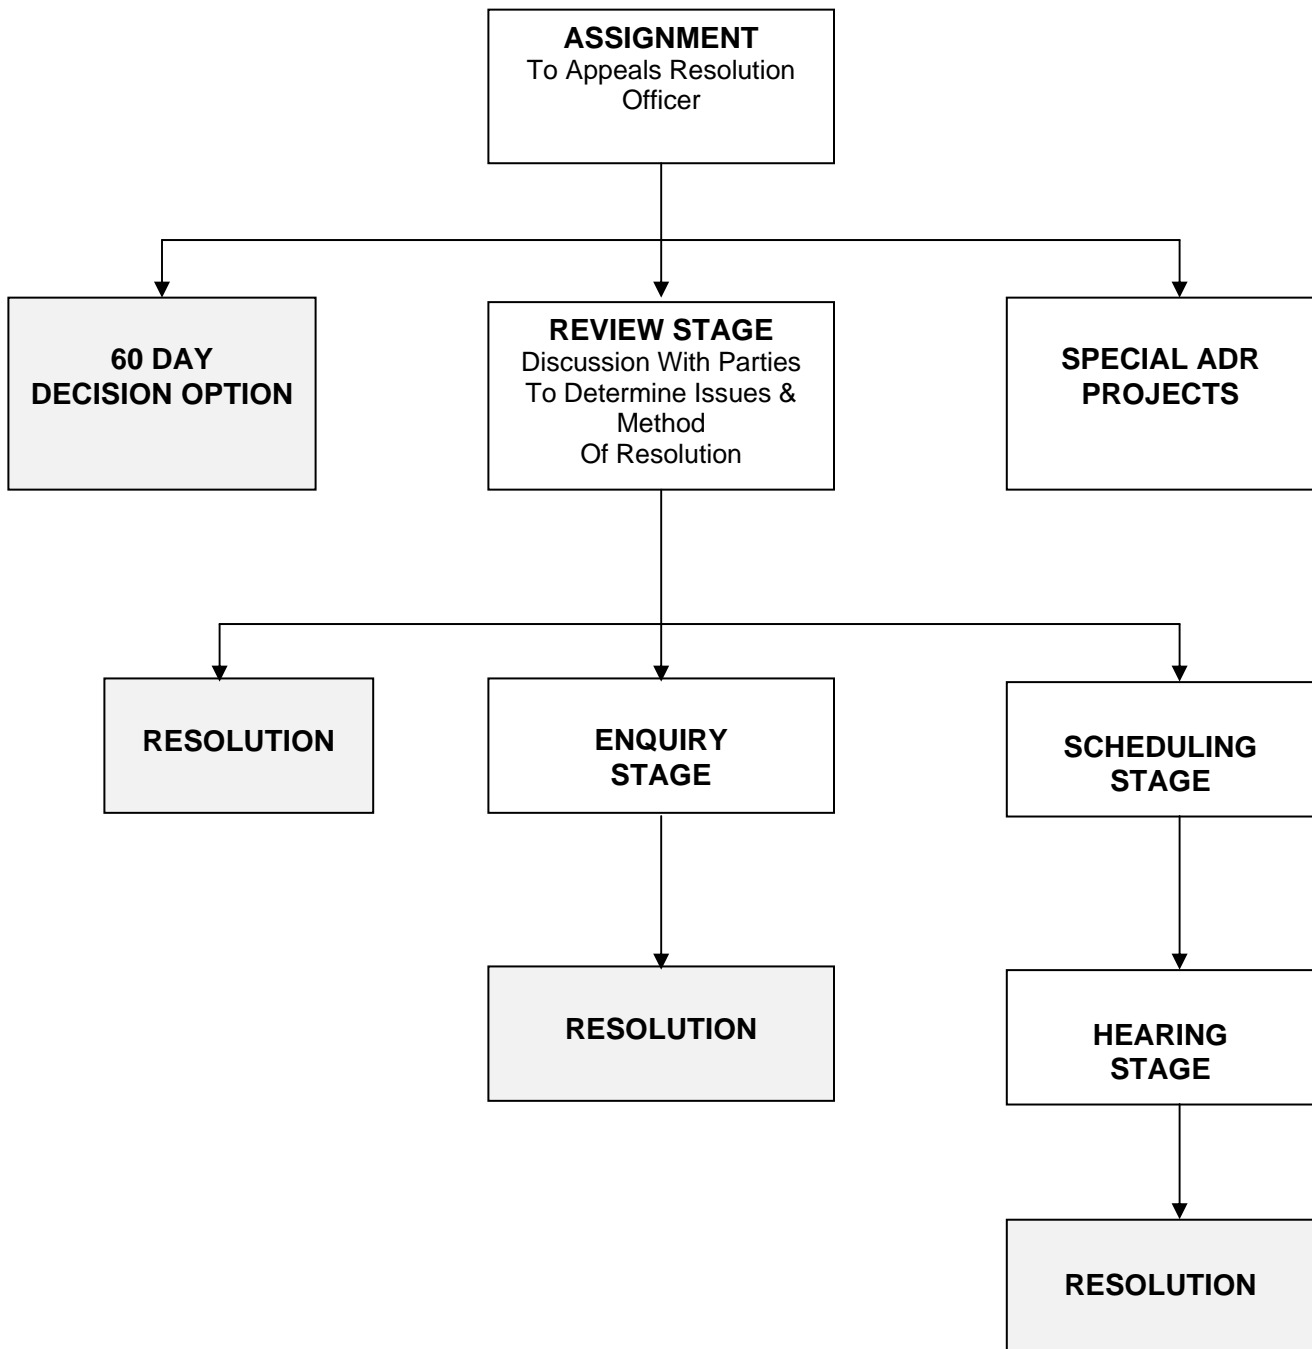 ASSIGNMENT
To Appeals Resolution
Officer
60 DAY
DECISION OPTION
REVIEW STAGE
Discussion With Parties
To Determine Issues &
Method
Of Resolution
SPECIAL ADR
PROJECTS
RESOLUTION
ENQUIRY
STAGE
SCHEDULING
STAGE
RESOLUTION
HEARING
STAGE
RESOLUTION